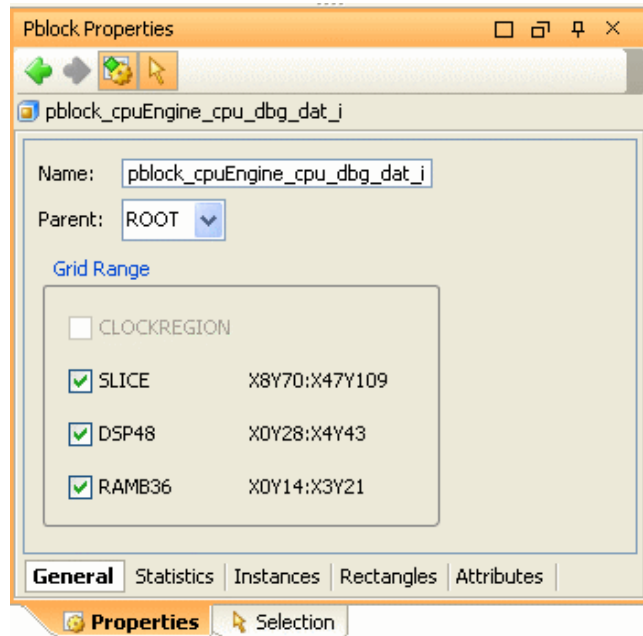 Pblock Properties
pblock_cpuEngine_cpu_dbg_dat_i
Name: pblock_cpuEngine_cpu_dbg_dat_i
Parent: ROOT
Grid Range
CLOCKREGION
SLICE X8Y70:X47Y109
DSP48 X0Y28:X4Y43
RAMB36 X0Y14:X3Y21
General Statistics Instances Rectangles Attributes
Properties Selection